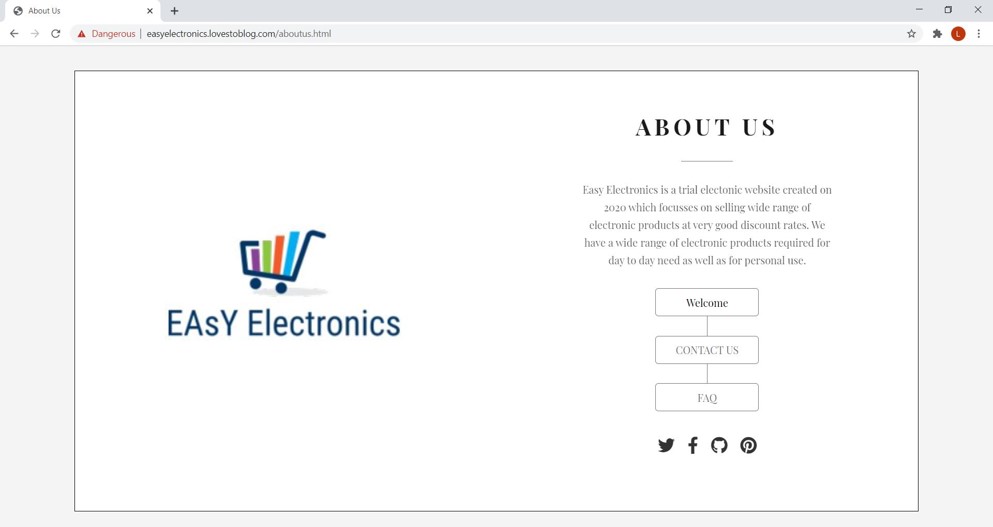 About Us
Dangerous | easyelectronics.lovestoblog.com/aboutus.html
L
EAsY Electronics
ABOUT US
Easy Electronics is a trial electonic website created on
2020 which focusses on selling wide range of
electronic products at very good discount rates. We
have a wide range of electronic products required for
day to day need as well as for personal use.
Welcome
CONTACT US
FAQ